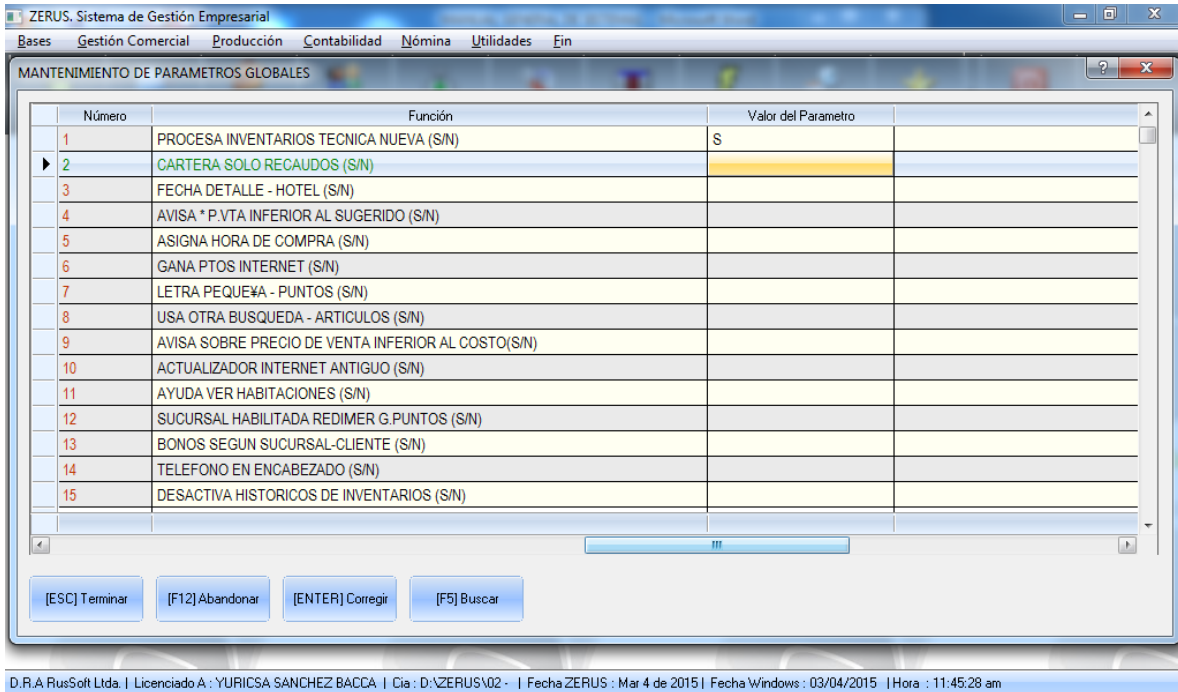 ZERUS. Sistema de Gestión Empresarial
Bases Gestión Comercial Producción Contabilidad Nómina Utilidades Fin
MANTENIMIENTO DE PARAMETROS GLOBALES
Número Función Valor del Parametro
1 PROCESA INVENTARIOS TECNICA NUEVA (S/N) S
2 CARTERA SOLO RECAUDOS (S/N)
3 FECHA DETALLE - HOTEL (S/N)
4 AVISA * P.VTA INFERIOR AL SUGERIDO (S/N)
5 ASIGNA HORA DE COMPRA (S/N)
6 GANA PTOS INTERNET (S/N)
7 LETRA PEQUE¥A - PUNTOS (S/N)
8 USA OTRA BUSQUEDA - ARTICULOS (S/N)
9 AVISA SOBRE PRECIO DE VENTA INFERIOR AL COSTO(S/N)
10 ACTUALIZADOR INTERNET ANTIGUO (S/N)
11 AYUDA VER HABITACIONES (S/N)
12 SUCURSAL HABILITADA REDIMER G.PUNTOS (S/N)
13 BONOS SEGUN SUCURSAL-CLIENTE (S/N)
14 TELEFONO EN ENCABEZADO (S/N)
15 DESACTIVA HISTORICOS DE INVENTARIOS (S/N)
[ESC] Terminar [F12] Abandonar [ENTER] Corregir [F5] Buscar
D.R.A RusSoft Ltda. | Licenciado A : YURICSA SANCHEZ BACCA | Cia : D:\ZERUS\02 - | Fecha ZERUS : Mar 4 de 2015 | Fecha Windows : 03/04/2015 | Hora : 11:45:28 am